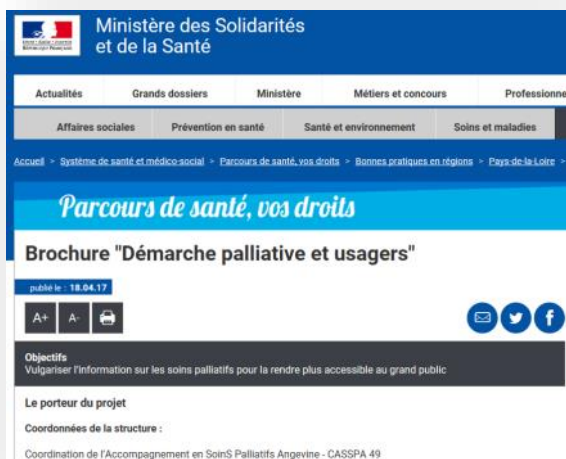 Ministère des Solidarités
et de la Santé
Actualités Grands dossiers Ministère Métiers et concours Professionne
Affaires sociales Prévention en santé Santé et environnement Soins et maladies
Accueil > Système de santé et médico-social > Parcours de santé, vos droits > Bonnes pratiques en régions > Pays-de-la-Loire >
Parcours de santé, vos droits
Brochure "Démarche palliative et usagers"
publié le : 18.04.17
A+ A-
Objectifs
Vulgariser l'information sur les soins palliatifs pour la rendre plus accessible au grand public
Le porteur du projet
Coordonnées de la structure :
Coordination de l'Accompagnement en SoinS Palliatifs Angevine - CASSPA 49